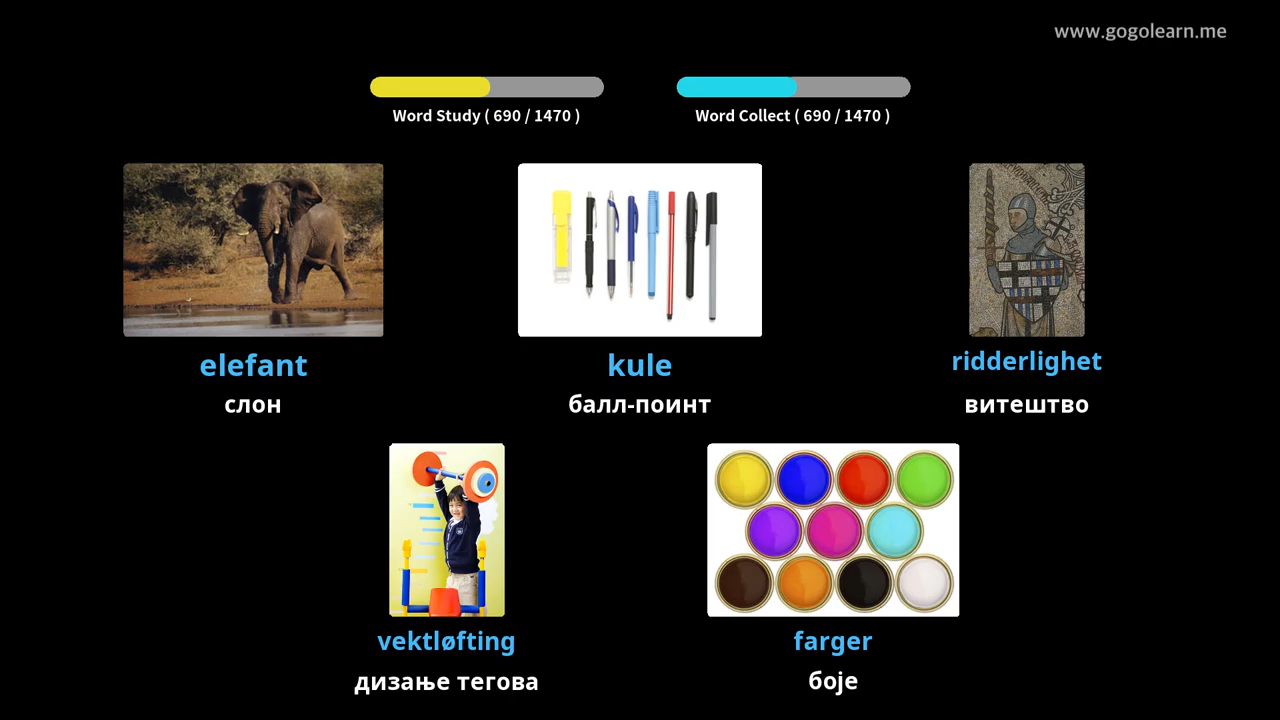 www.gogolearn.me
Word Study ( 690 / 1470 )
Word Collect ( 690 / 1470 )
elefant
kule
ridderlighet
слон
балл-поинт
витештво
vektløfting
farger
дизање тегова
боје